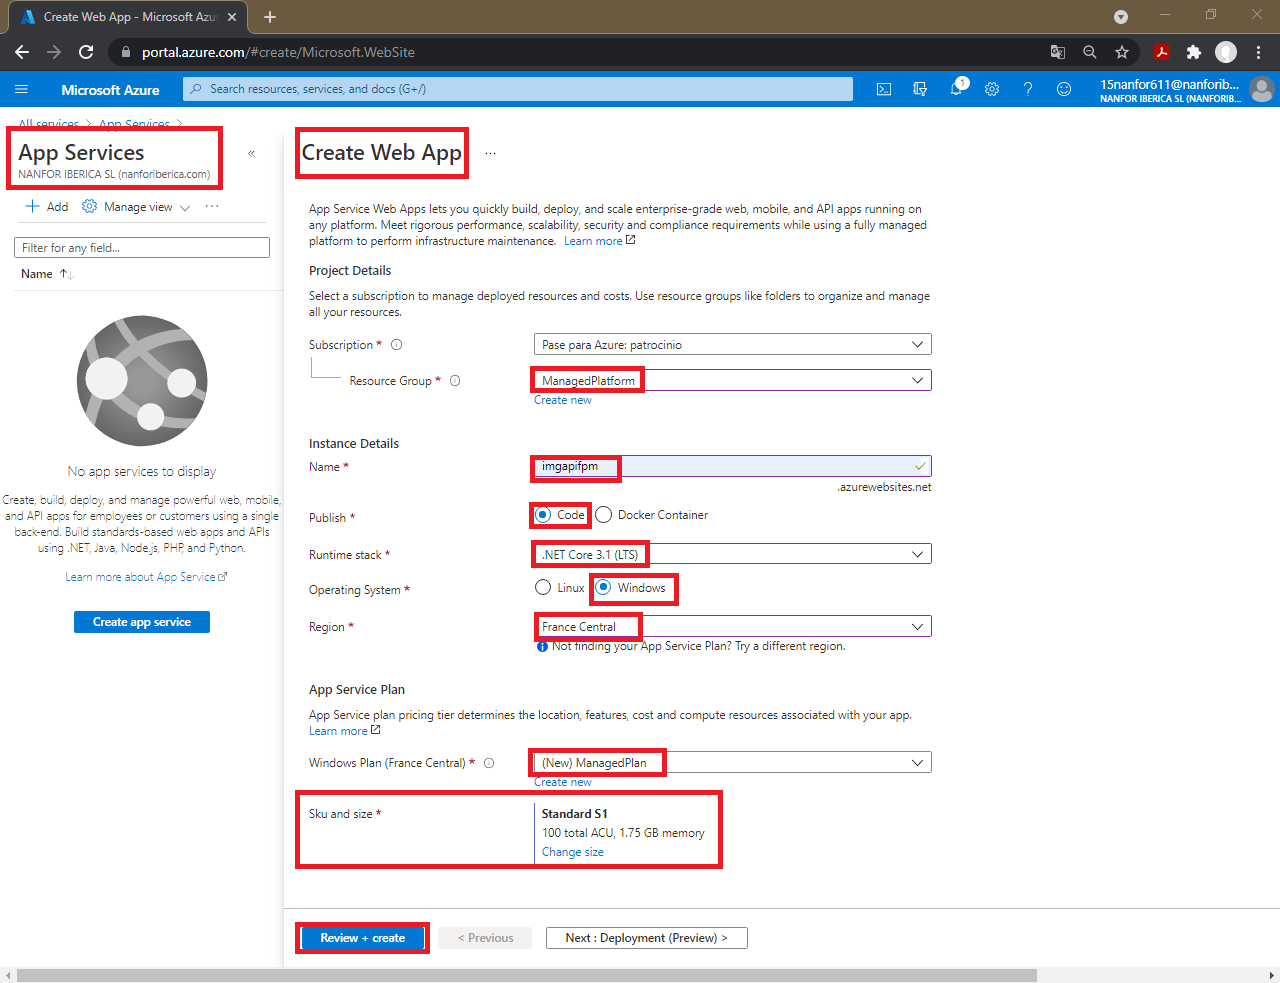 Create Web App - Microsoft Azur
portal.azure.com/#create/Microsoft.WebSite
Microsoft Azure
Search resources, services, and docs (G+/)
1
15nanfor611@nanforib...
NANFOR IBERICA SL (NANFORIB...
All services > App Services >
App Services
NANFOR IBERICA SL (nanforiberica.com)
«
Add
Manage view
...
Filter for any field...
Name
No app services to display
Create, build, deploy, and manage powerful web, mobile,
and API apps for employees or customers using a single
back-end. Build standards-based web apps and APIs
using .NET, Java, Node.js, PHP, and Python.
Learn more about App Service
Create app service
Create Web App
...
App Service Web Apps lets you quickly build, deploy, and scale enterprise-grade web, mobile, and API apps running on
any platform. Meet rigorous performance, scalability, security and compliance requirements while using a fully managed
platform to perform infrastructure maintenance. Learn more
Project Details
Select a subscription to manage deployed resources and costs. Use resource groups like folders to organize and manage
all your resources.
Subscription *
Pase para Azure: patrocinio
Resource Group *
ManagedPlatform
Create new
Instance Details
Name *
imgapifpm
.azurewebsites.net
Publish *
Code
Docker Container
Runtime stack *
.NET Core 3.1 (LTS)
Operating System *
Linux
Windows
Region *
France Central
Not finding your App Service Plan? Try a different region.
App Service Plan
App Service plan pricing tier determines the location, features, cost and compute resources associated with your app.
Learn more
Windows Plan (France Central) *
(New) ManagedPlan
Create new
Sku and size *
Standard S1
100 total ACU, 1.75 GB memory
Change size
Review + create
< Previous
Next : Deployment (Preview) >